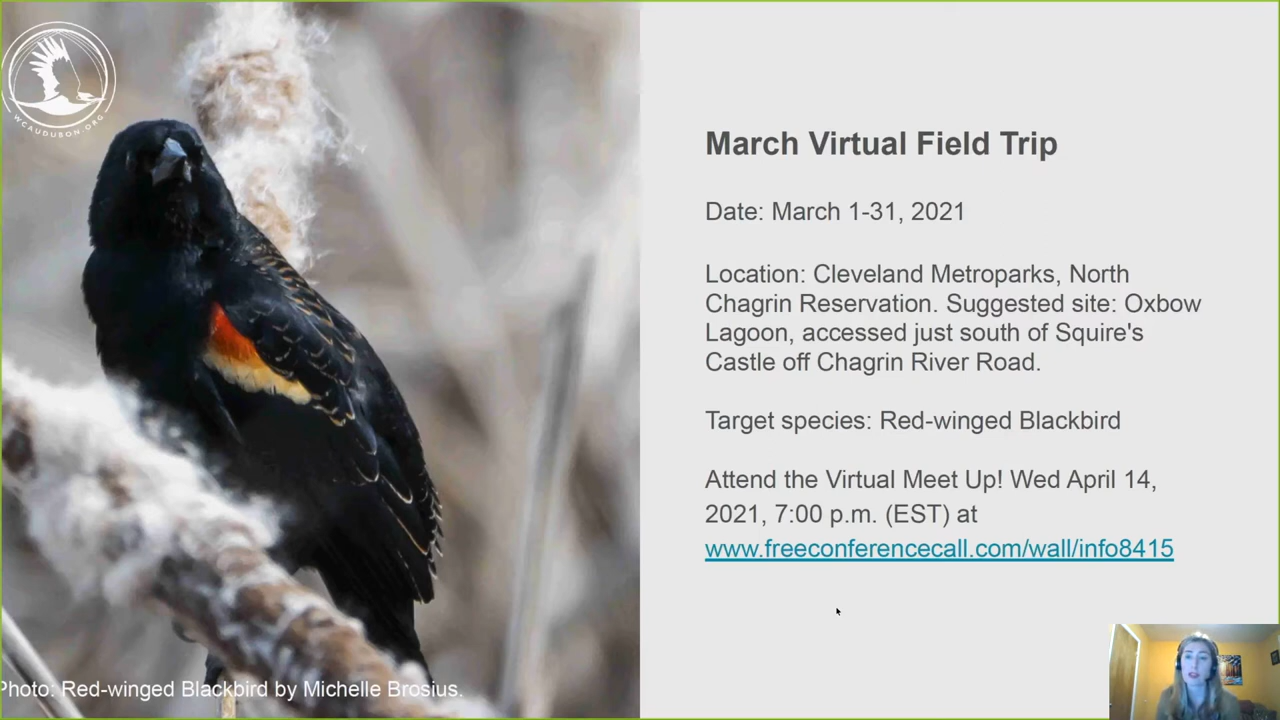 WCAUDUBON.ORG
March Virtual Field Trip
Date: March 1-31, 2021
Location: Cleveland Metroparks, North
Chagrin Reservation. Suggested site: Oxbow
Lagoon, accessed just south of Squire's
Castle off Chagrin River Road.
Target species: Red-winged Blackbird
Attend the Virtual Meet Up! Wed April 14,
2021, 7:00 p.m. (EST) at
www.freeconferencecall.com/wall/info8415
Photo: Red-winged Blackbird by Michelle Brosius.